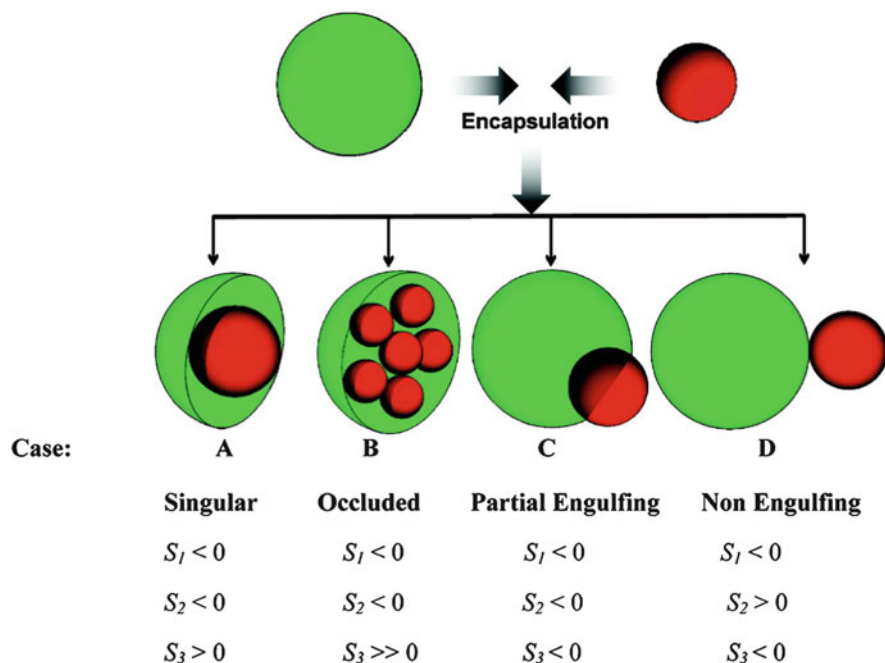 Encapsulation
Case: A B C D
Singular Occluded Partial Engulfing Non Engulfing
S₁ < 0 S₁ < 0 S₁ < 0 S₁ < 0
S₂ < 0 S₂ < 0 S₂ < 0 S₂ > 0
S₃ > 0 S₃ >> 0 S₃ < 0 S₃ < 0